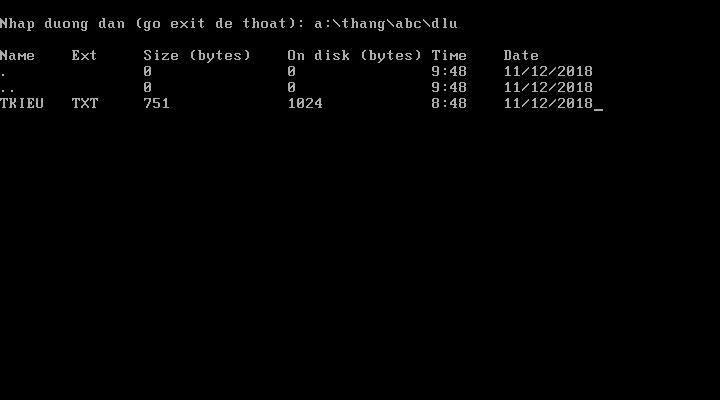 Nhap duong dan (go exit de thoat): a:\thang\abc\dlu
Name Ext Size (bytes) On disk (bytes) Time Date
. 0 0 9:48 11/12/2018
.. 0 0 9:48 11/12/2018
TKIEU TXT 751 1024 8:48 11/12/2018_